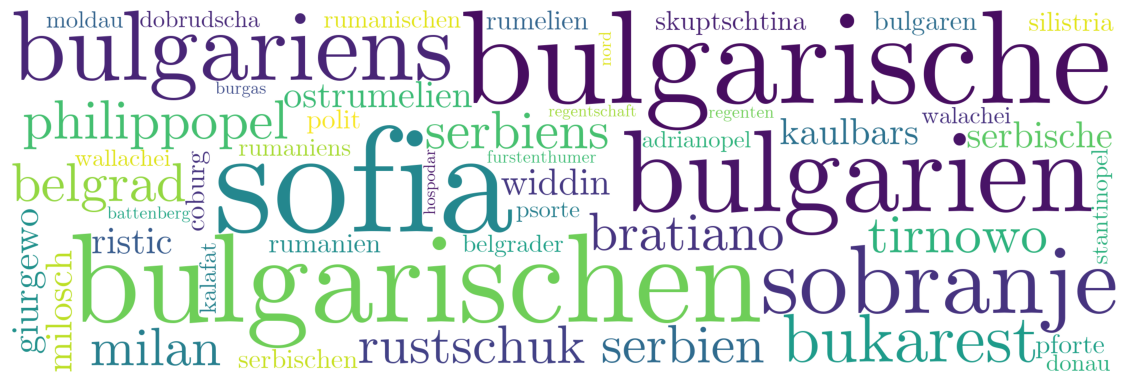 moldau dobrudscha rumanischen rumelien skuptschtina bulgaren silistria
bulgariens bulgarische
nord
burgas
ostrumelien
regentschaft regenten
philippopel polit serbiens walachei
adrianopel kaulbars serbische
wallachei rumaniens furstenthumer
belgrad coburg sofia hospodar widdin bulgarien stantinopel
battenberg psorte
giurgewo ristic rumanien belgrader bratiano tirnowo
milosch bulgarischen kalafat sobranje
milan serbischen rustschuk serbien bukarest pforte
donau